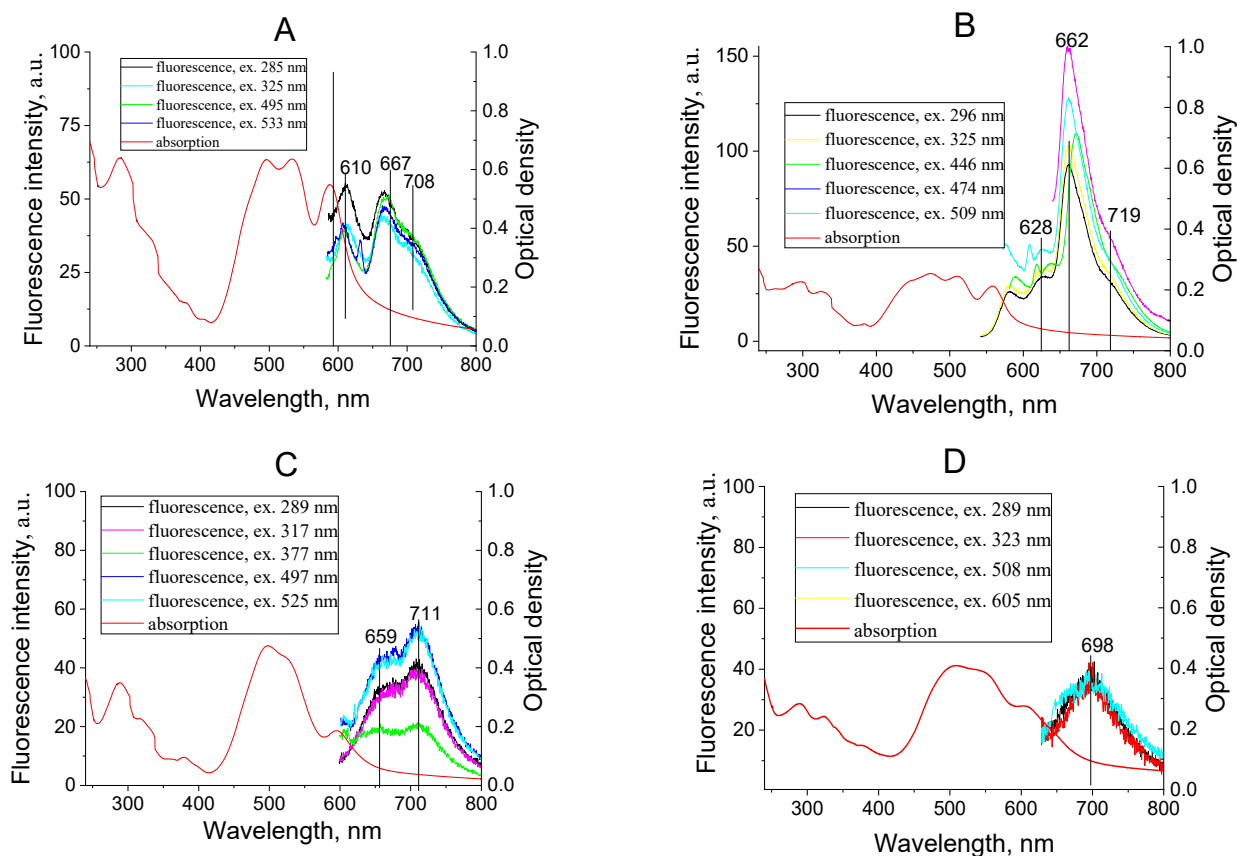 A
Fluorescence intensity, a.u.
100
75
50
25
0
fluorescence, ex. 285 nm
fluorescence, ex. 325 nm
fluorescence, ex. 495 nm
fluorescence, ex. 533 nm
absorption
610
667
708
1.0
0.8
0.6
0.4
0.2
0.0
Optical density
300 400 500 600 700 800
Wavelength, nm
B
Fluorescence intensity, a.u.
150
100
50
0
fluorescence, ex. 296 nm
fluorescence, ex. 325 nm
fluorescence, ex. 446 nm
fluorescence, ex. 474 nm
fluorescence, ex. 509 nm
absorption
662
628
719
1.0
0.8
0.6
0.4
0.2
0.0
Optical density
300 400 500 600 700 800
Wavelength, nm
C
Fluorescence intensity, a.u.
100
80
60
40
20
0
fluorescence, ex. 289 nm
fluorescence, ex. 317 nm
fluorescence, ex. 377 nm
fluorescence, ex. 497 nm
fluorescence, ex. 525 nm
absorption
659
711
1.0
0.8
0.6
0.4
0.2
0.0
Optical density
300 400 500 600 700 800
Wavelength, nm
D
Fluorescence intensity, a.u.
100
80
60
40
20
fluorescence, ex. 289 nm
fluorescence, ex. 323 nm
fluorescence, ex. 508 nm
fluorescence, ex. 605 nm
absorption
698
1.0
0.8
0.6
0.4
0.2
0.0
Optical density
300 400 500 600 700 800
Wavelength, nm